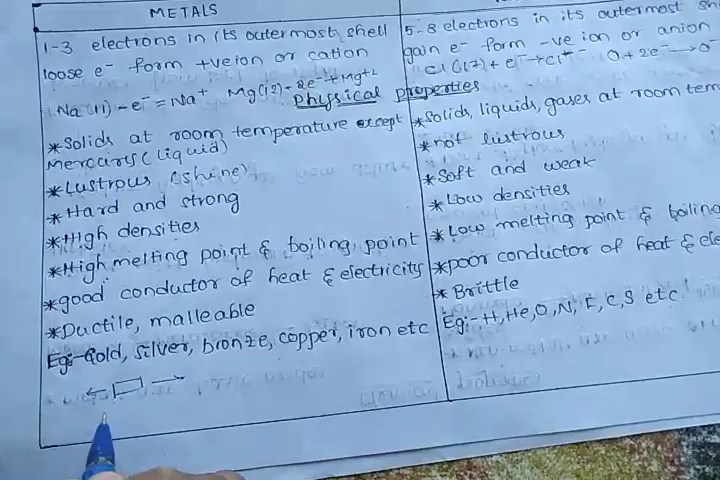 METALS
1-3 electrons in its outermost shell
loose e⁻ form +ve ion or cation
Na(11) - e⁻ = Na⁺ Mg(12) - 2e⁻ → Mg⁺²
5-8 electrons in its outermost
gain e⁻ form -ve ion or anion
Cl(17) + e⁻ → Cl⁻ O + 2e⁻ → O
Physical properties
*Solids at room temperature except
Mercury (liquid)
*Lustrous (shine)
*Hard and strong
*High densities
*High melting point & boiling point
*good conductor of heat & electricity
*Ductile, malleable
Eg:- Gold, silver, bronze, copper, iron etc
*Solids, liquids, gases at room tem
*not lustrous
*Soft and weak
*Low densities
*Low melting point & boiling
*poor conductor of heat & ele
*Brittle
Eg:- H, He, O, N, F, C, S etc